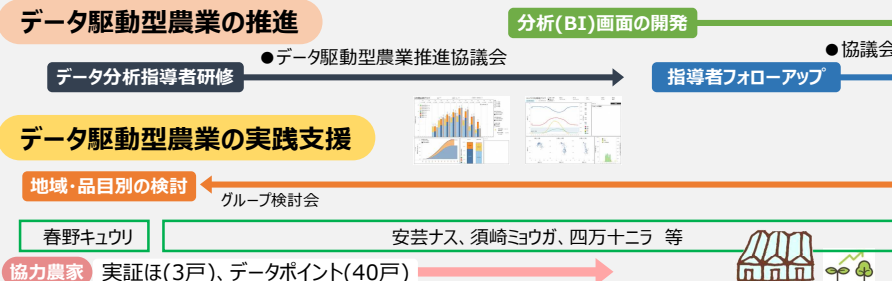 データ駆動型農業の推進
分析(BI)画面の開発
●データ駆動型農業推進協議会
●協議会
データ分析指導者研修
指導者フォローアップ
データ駆動型農業の実践支援
地域・品目別の検討
グループ検討会
春野キュウリ
安芸ナス、須崎ミョウガ、四万十ニラ 等
協力農家 実証ほ(3戸)、データポイント(40戸)